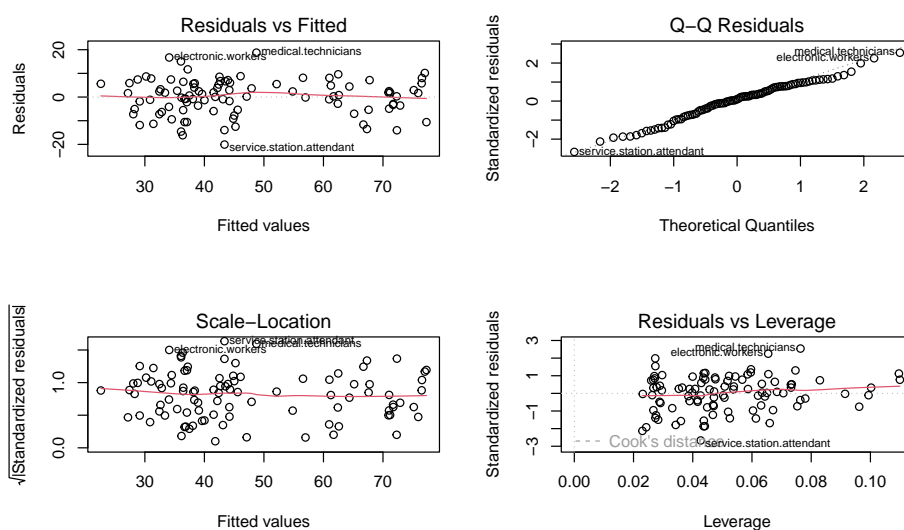 Residuals vs Fitted
Residuals
20
0
−20
electronic.workers
medical.technicians
service.station.attendant
30 40 50 60 70
Fitted values
Q−Q Residuals
Standardized residuals
2
0
−2
medical.technicians
electronic.workers
service.station.attendant
−2 −1 0 1 2
Theoretical Quantiles
Scale−Location
√|Standardized residuals|
1.0
0.0
service.station.attendant
electronic.workers
medical.technicians
30 40 50 60 70
Fitted values
Residuals vs Leverage
Standardized residuals
3
1
−1
−3
medical.technicians
electronic.workers
Cook's distance
service.station.attendant
0.00 0.02 0.04 0.06 0.08 0.10
Leverage